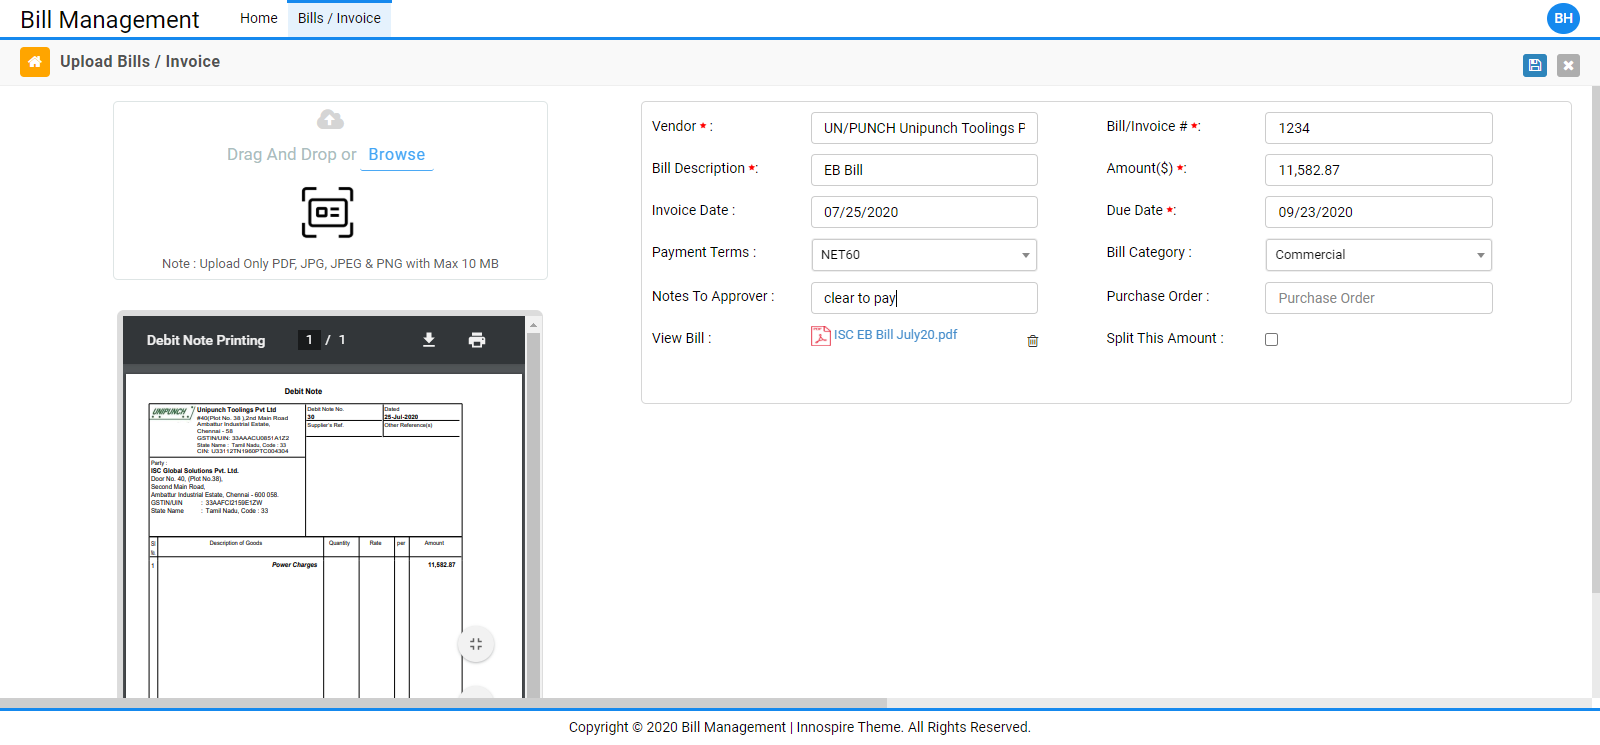 Bill Management
Home
Bills / Invoice
BH
Upload Bills / Invoice
Drag And Drop or Browse
Note : Upload Only PDF, JPG, JPEG & PNG with Max 10 MB
Vendor * :
UN/PUNCH Unipunch Toolings P
Bill/Invoice # *:
1234
Bill Description *:
EB Bill
Amount($) *:
11,582.87
Invoice Date :
07/25/2020
Due Date *:
09/23/2020
Payment Terms :
NET60
Bill Category :
Commercial
Notes To Approver :
clear to pay
Purchase Order :
Purchase Order
View Bill :
ISC EB Bill July20.pdf
Split This Amount :
Debit Note Printing
1 / 1
Debit Note
UNIPUNCH
Unipunch Toolings Pvt Ltd
#40(Plot No. 38 ),2nd Main Road
Ambattur Industrial Estate,
Chennai - 58
GSTIN/UIN: 33AAACU0851A1Z2
State Name : Tamil Nadu, Code : 33
CIN: U33112TN1960PTC004304
Debit Note No.
30
Dated
25-Jul-2020
Supplier's Ref.
Other Reference(s)
Party :
ISC Global Solutions Pvt. Ltd.
Door No. 40, (Plot No.38),
Second Main Road,
Ambattur Industrial Estate, Chennai - 600 058.
GSTIN/UIN : 33AAFCI2159E1ZW
State Name : Tamil Nadu, Code : 33
Sl
Description of Goods
Quantity
Rate
per
Amount
1
Power Charges
11,582.87
Copyright © 2020 Bill Management | Innospire Theme. All Rights Reserved.